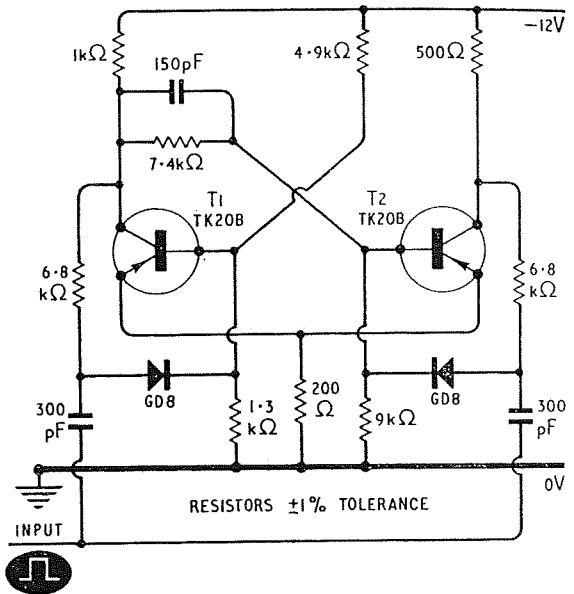 −12V
1kΩ
150pF
4·9kΩ
500Ω
7·4kΩ
T1
TK20B
T2
TK20B
6·8
kΩ
6·8
kΩ
GD8
GD8
300
pF
1·3
kΩ
200
Ω
9kΩ
300
pF
0V
RESISTORS ±1% TOLERANCE
INPUT